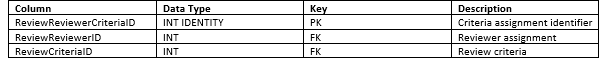 Column Data Type Key Description
ReviewReviewerCriteriaID INT IDENTITY PK Criteria assignment identifier
ReviewReviewerID INT FK Reviewer assignment
ReviewCriteriaID INT FK Review criteria